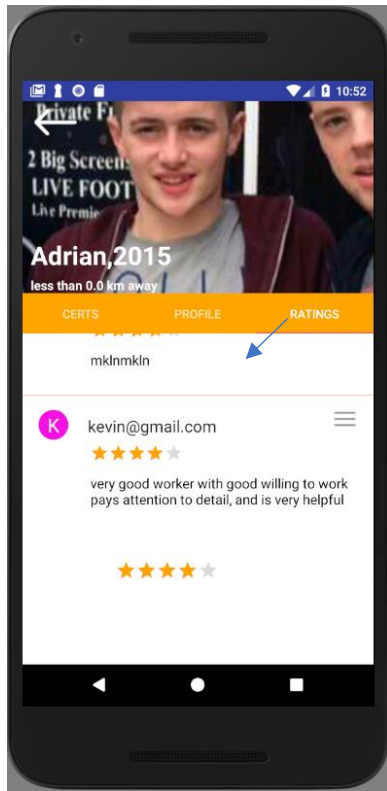 10:52
Private Fu
2 Big Screen
LIVE FOOT
Live Premie
Adrian,2015
less than 0.0 km away
CERTS PROFILE RATINGS
mklnmkln
K kevin@gmail.com
very good worker with good willing to work
pays attention to detail, and is very helpful